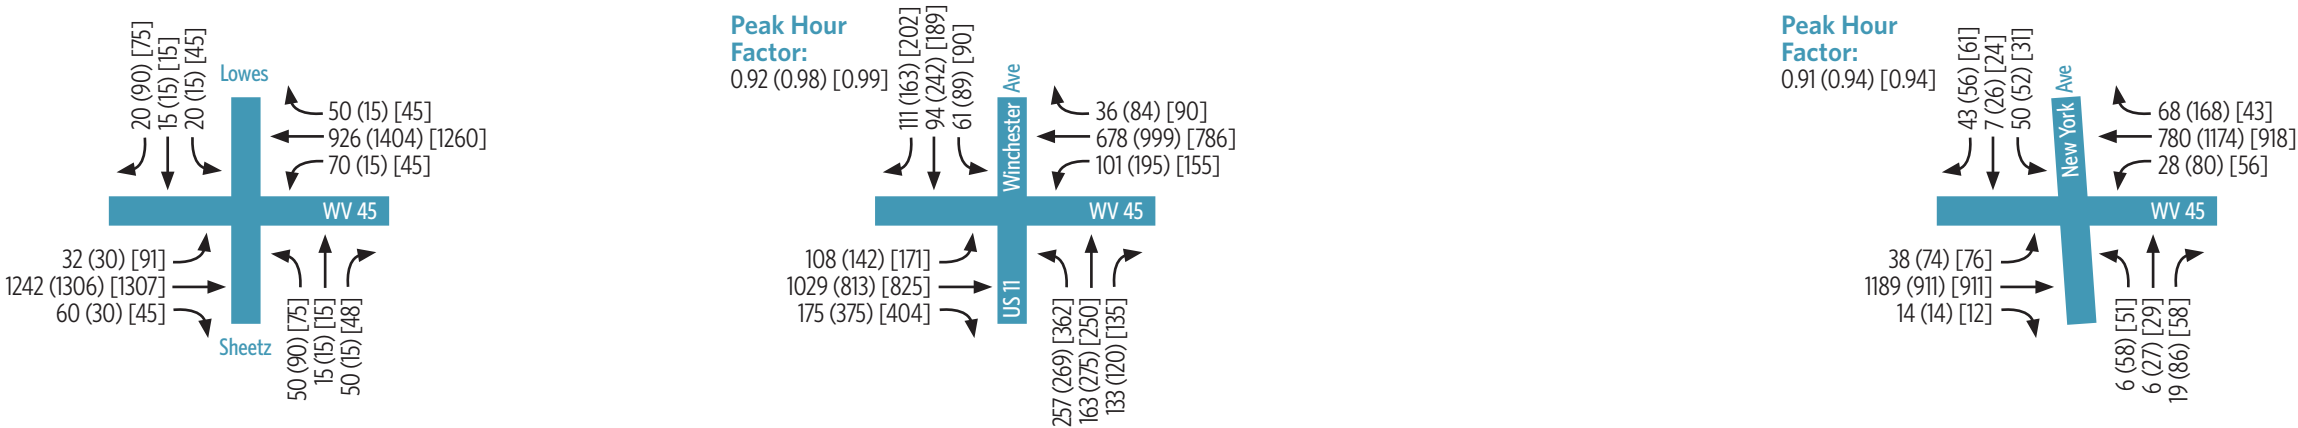 20 (90) [75]
15 (15) [15]
20 (15) [45]
Lowes
50 (15) [45]
926 (1404) [1260]
70 (15) [45]
WV 45
32 (30) [91]
1242 (1306) [1307]
60 (30) [45]
Sheetz
50 (90) [75]
15 (15) [15]
50 (15) [48]
Peak Hour
Factor:
0.92 (0.98) [0.99]
111 (163) [202]
94 (242) [189]
61 (89) [90]
Winchester Ave
36 (84) [90]
678 (999) [786]
101 (195) [155]
WV 45
108 (142) [171]
1029 (813) [825]
175 (375) [404]
US 11
257 (269) [362]
163 (275) [250]
133 (120) [135]
Peak Hour
Factor:
0.91 (0.94) [0.94]
43 (56) [61]
7 (26) [24]
50 (52) [31]
New York Ave
68 (168) [43]
780 (1174) [918]
28 (80) [56]
WV 45
38 (74) [76]
1189 (911) [911]
14 (14) [12]
6 (58) [51]
6 (27) [29]
19 (86) [58]